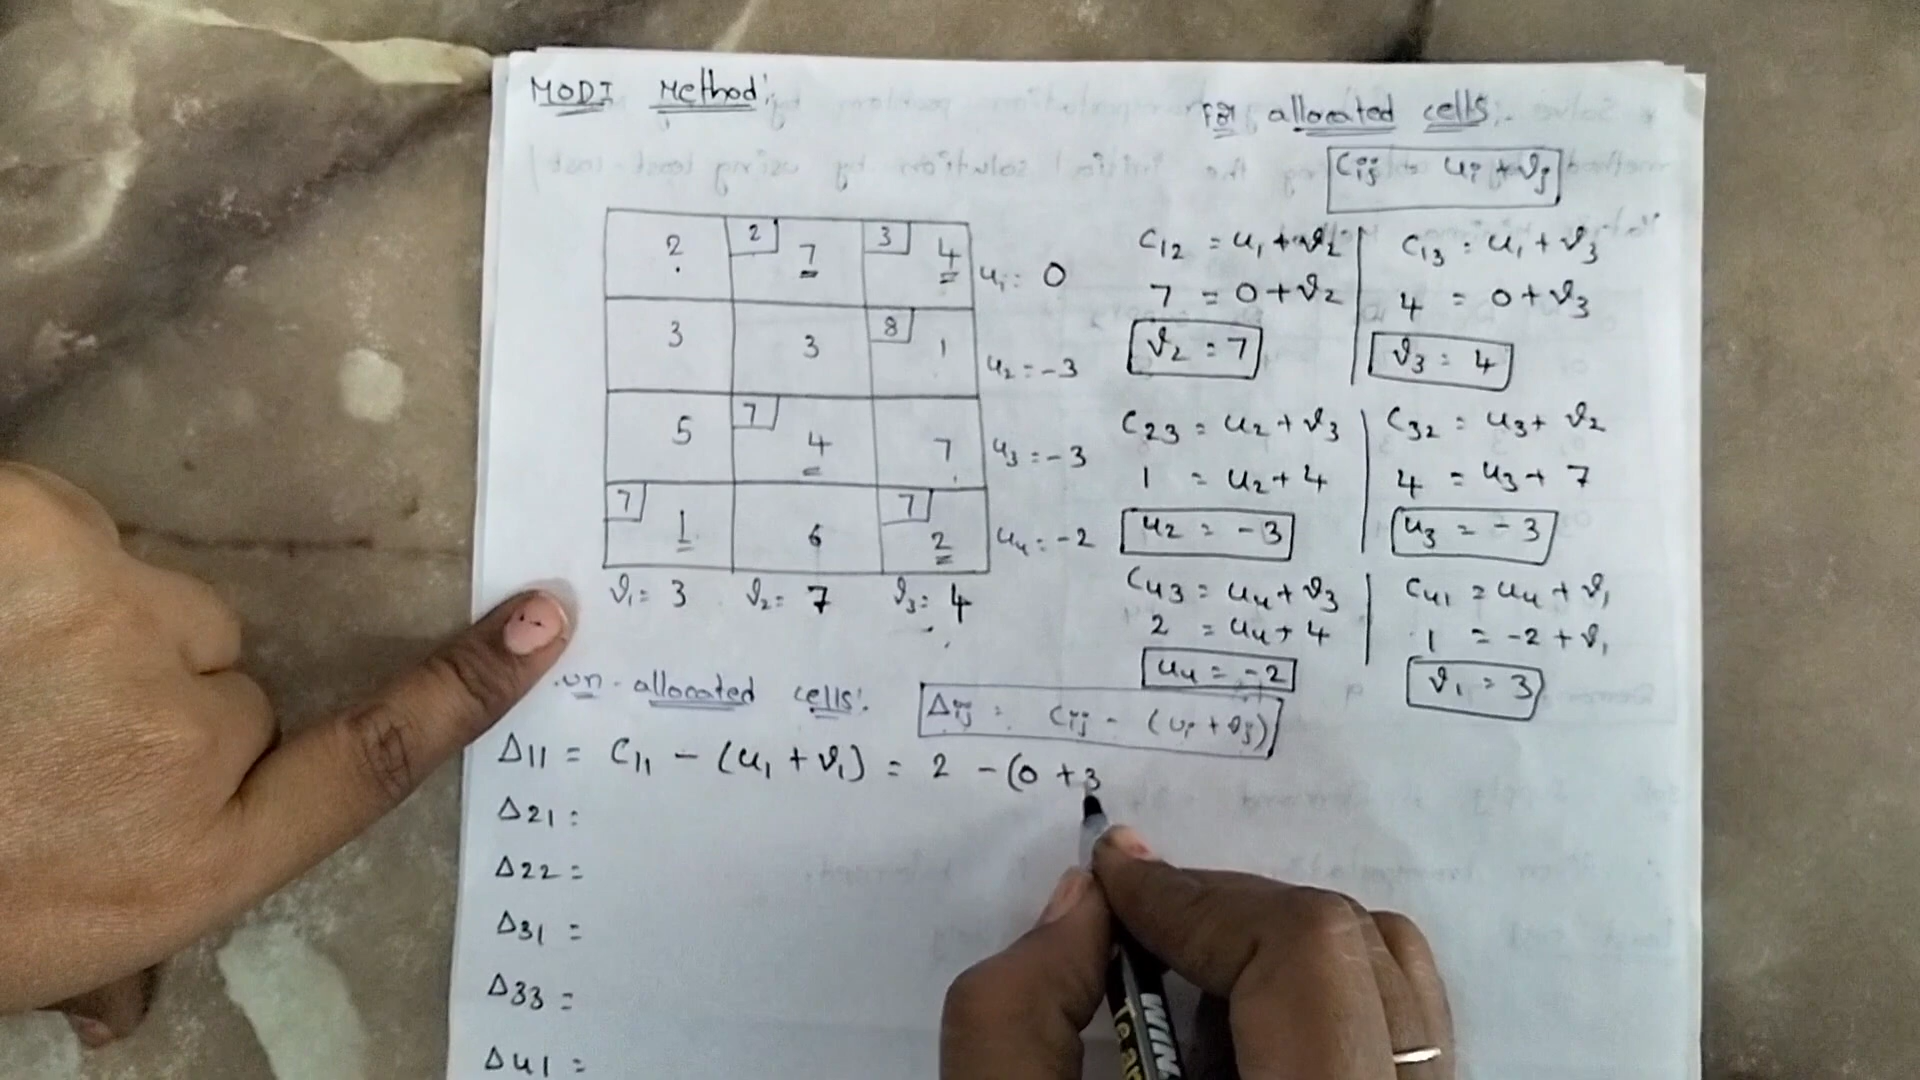 MODI Method:
For allocated cells:
Cij = ui + vj
2 2 7 3 4 u1 = 0
3 3 8 1 u2 = -3
5 7 4 7 u3 = -3
7 1 6 7 2 u4 = -2
v1 = 3 v2 = 7 v3 = 4
C12 = u1 + v2
7 = 0 + v2
v2 = 7
C13 = u1 + v3
4 = 0 + v3
v3 = 4
C23 = u2 + v3
1 = u2 + 4
u2 = -3
C32 = u3 + v2
4 = u3 + 7
u3 = -3
C43 = u4 + v3
2 = u4 + 4
u4 = -2
C41 = u4 + v1
1 = -2 + v1
v1 = 3
un-allocated cells:
Δij = Cij - (ui + vj)
Δ11 = C11 - (u1 + v1) = 2 - (0 + 3
Δ21 =
Δ22 =
Δ31 =
Δ33 =
Δ41 =
WIN